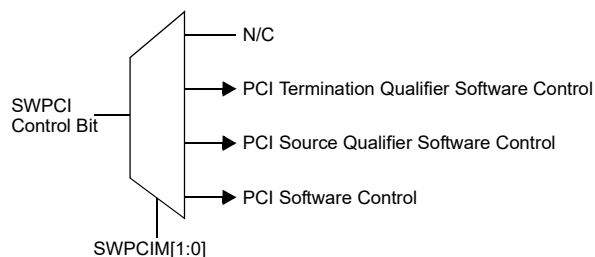 N/C
PCI Termination Qualifier Software Control
SWPCI
Control Bit
PCI Source Qualifier Software Control
PCI Software Control
SWPCIM[1:0]